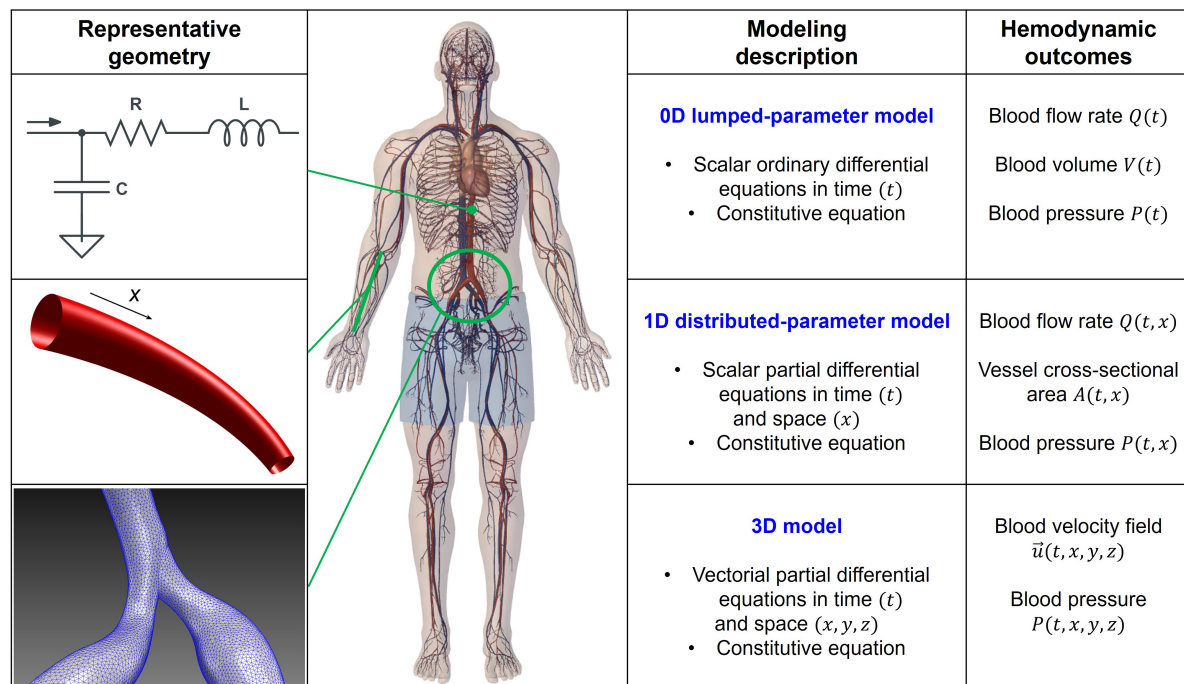 Representative
geometry
Modeling
description
Hemodynamic
outcomes
R
L
C
0D lumped-parameter model
• Scalar ordinary differential
equations in time (t)
• Constitutive equation
Blood flow rate Q(t)
Blood volume V(t)
Blood pressure P(t)
x
1D distributed-parameter model
• Scalar partial differential
equations in time (t)
and space (x)
• Constitutive equation
Blood flow rate Q(t, x)
Vessel cross-sectional
area A(t, x)
Blood pressure P(t, x)
3D model
• Vectorial partial differential
equations in time (t)
and space (x, y, z)
• Constitutive equation
Blood velocity field
u⃗(t, x, y, z)
Blood pressure
P(t, x, y, z)